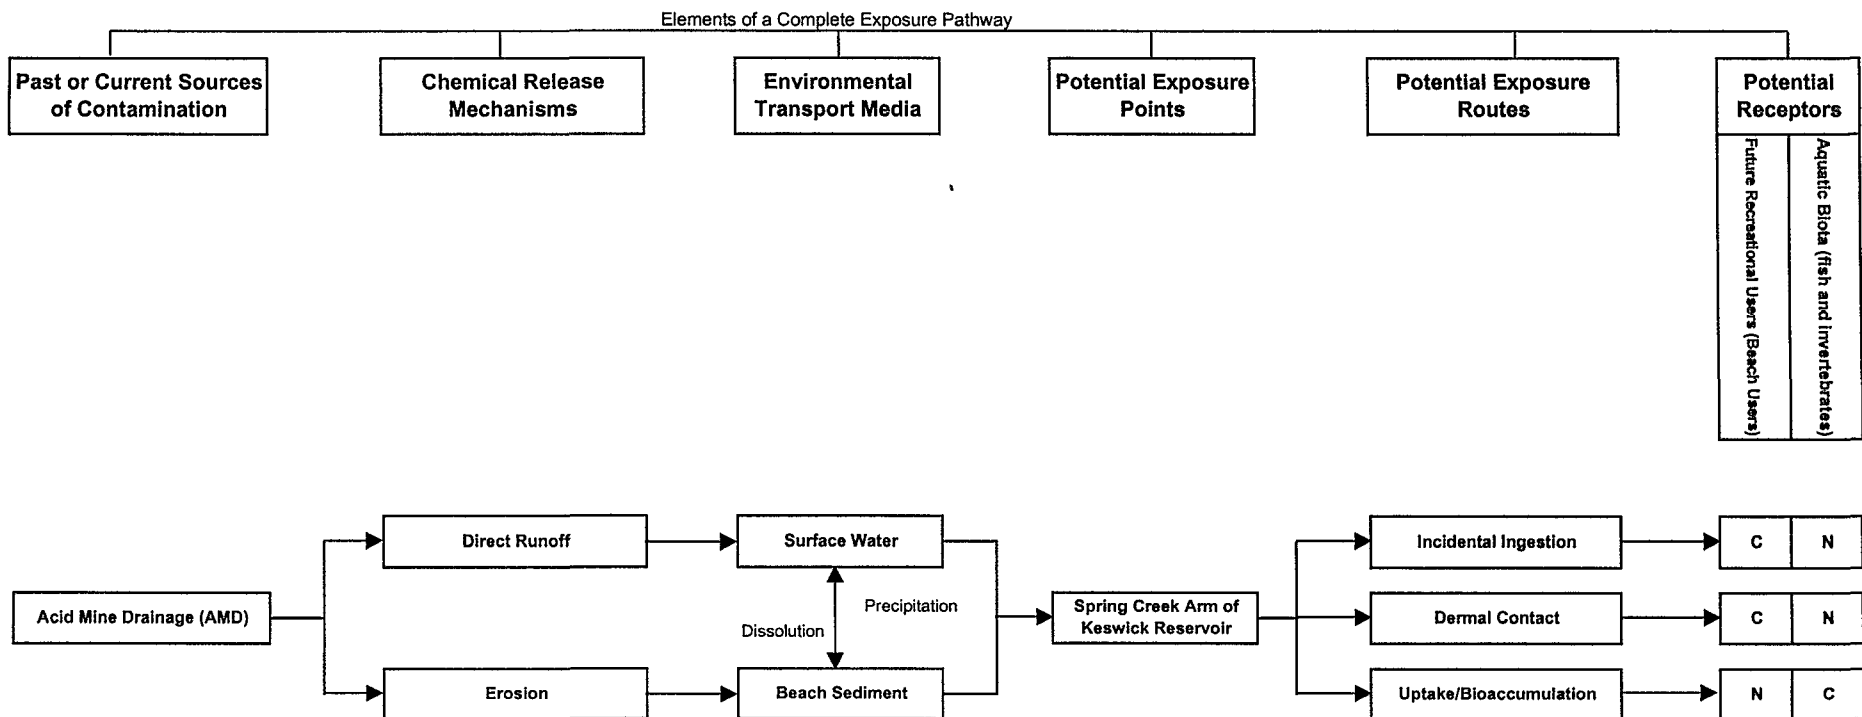 Elements of a Complete Exposure Pathway
Past or Current Sources
of Contamination
Chemical Release
Mechanisms
Environmental
Transport Media
Potential Exposure
Points
Potential Exposure
Routes
Potential
Receptors
Future Recreational Users (Beach Users)
Aquatic Biota (fish and invertebrates)
Direct Runoff
Surface Water
Incidental Ingestion
C
N
Acid Mine Drainage (AMD)
Precipitation
Dissolution
Spring Creek Arm of
Keswick Reservoir
Dermal Contact
C
N
Erosion
Beach Sediment
Uptake/Bioaccumulation
N
C